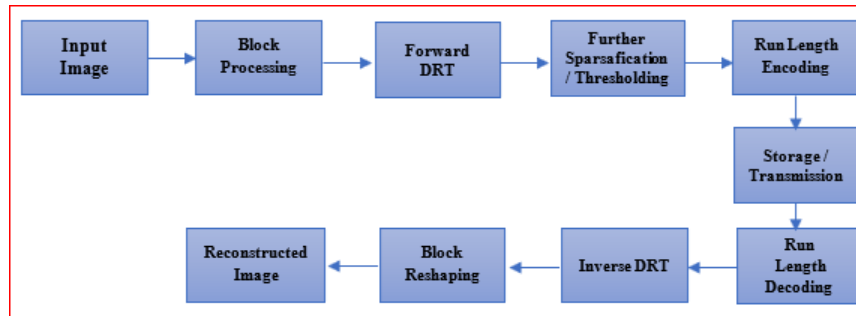 Input
Image
Block
Processing
Forward
DRT
Further
Sparsafication
/ Thresholding
Run Length
Encoding
Storage /
Transmission
Run
Length
Decoding
Inverse DRT
Block
Reshaping
Reconstructed
Image